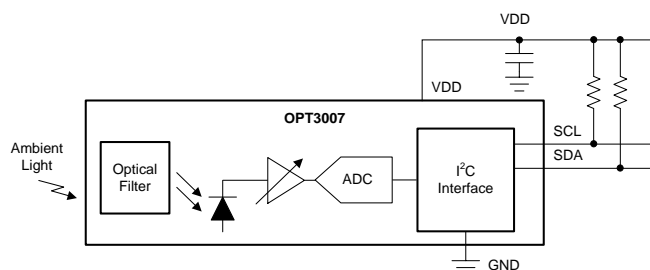 VDD
VDD
OPT3007
SCL
SDA
Ambient
Light
Optical
Filter
ADC
I²C
Interface
GND